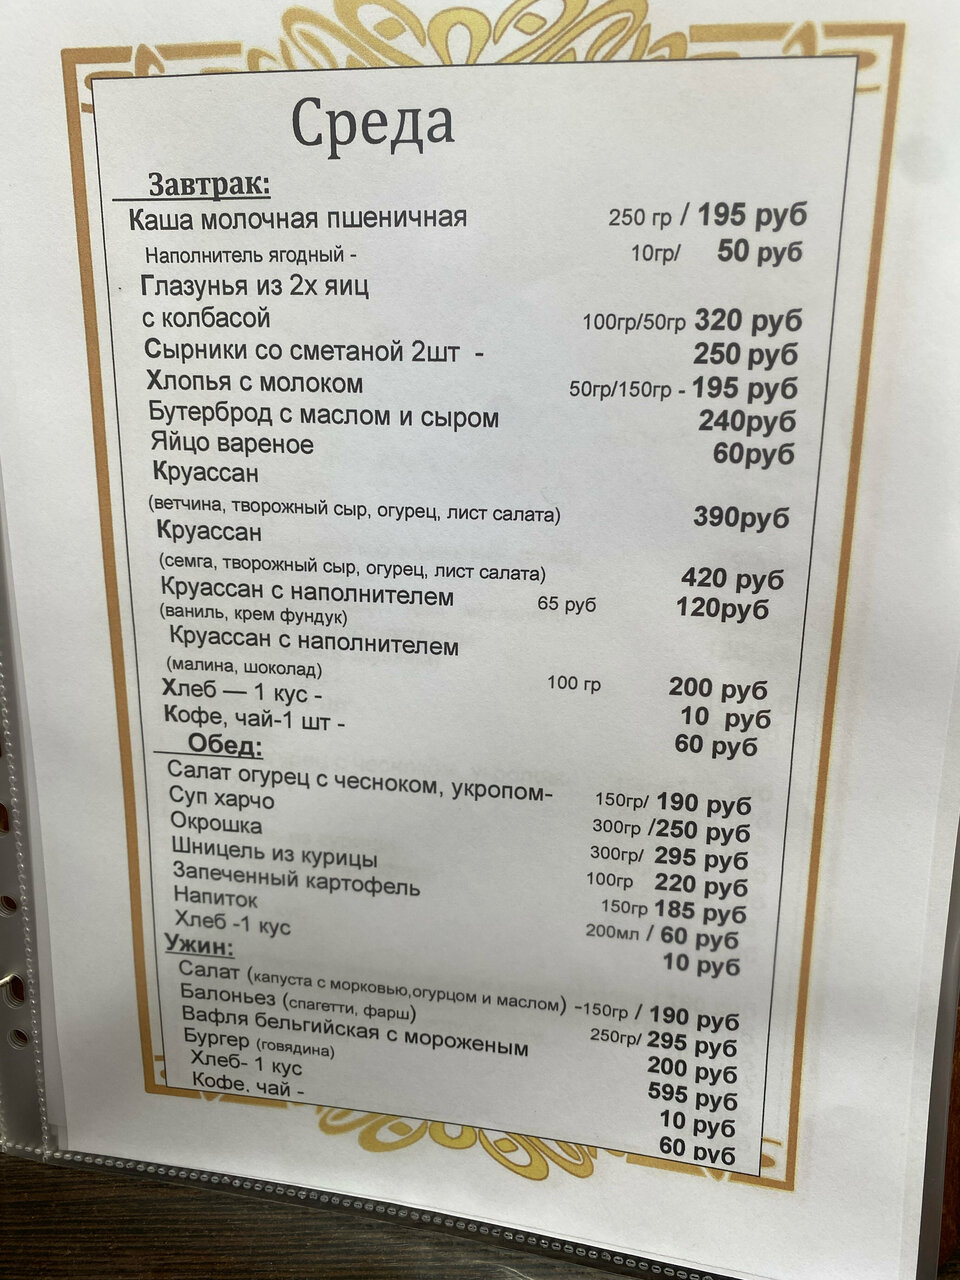 Среда
Завтрак:
Каша молочная пшеничная 250 гр / 195 руб
Наполнитель ягодный - 10гр/ 50 руб
Глазунья из 2х яиц
с колбасой 100гр/50гр 320 руб
Сырники со сметаной 2шт - 250 руб
Хлопья с молоком 50гр/150гр - 195 руб
Бутерброд с маслом и сыром 240руб
Яйцо вареное 60руб
Круассан
(ветчина, творожный сыр, огурец, лист салата) 390руб
Круассан
(семга, творожный сыр, огурец, лист салата) 420 руб
Круассан с наполнителем 65 руб 120руб
(ваниль, крем фундук)
Круассан с наполнителем
(малина, шоколад) 100 гр 200 руб
Хлеб — 1 кус - 10 руб
Кофе, чай-1 шт - 60 руб
Обед:
Салат огурец с чесноком, укропом- 150гр/ 190 руб
Суп харчо 300гр /250 руб
Окрошка 300гр/ 295 руб
Шницель из курицы 100гр 220 руб
Запеченный картофель 150гр 185 руб
Напиток 200мл / 60 руб
Хлеб -1 кус 10 руб
Ужин:
Салат (капуста с морковью,огурцом и маслом) -150гр / 190 руб
Балоньез (спагетти, фарш) 250гр/ 295 руб
Вафля бельгийская с мороженым 200 руб
Бургер (говядина) 595 руб
Хлеб- 1 кус 10 руб
Кофе, чай - 60 руб